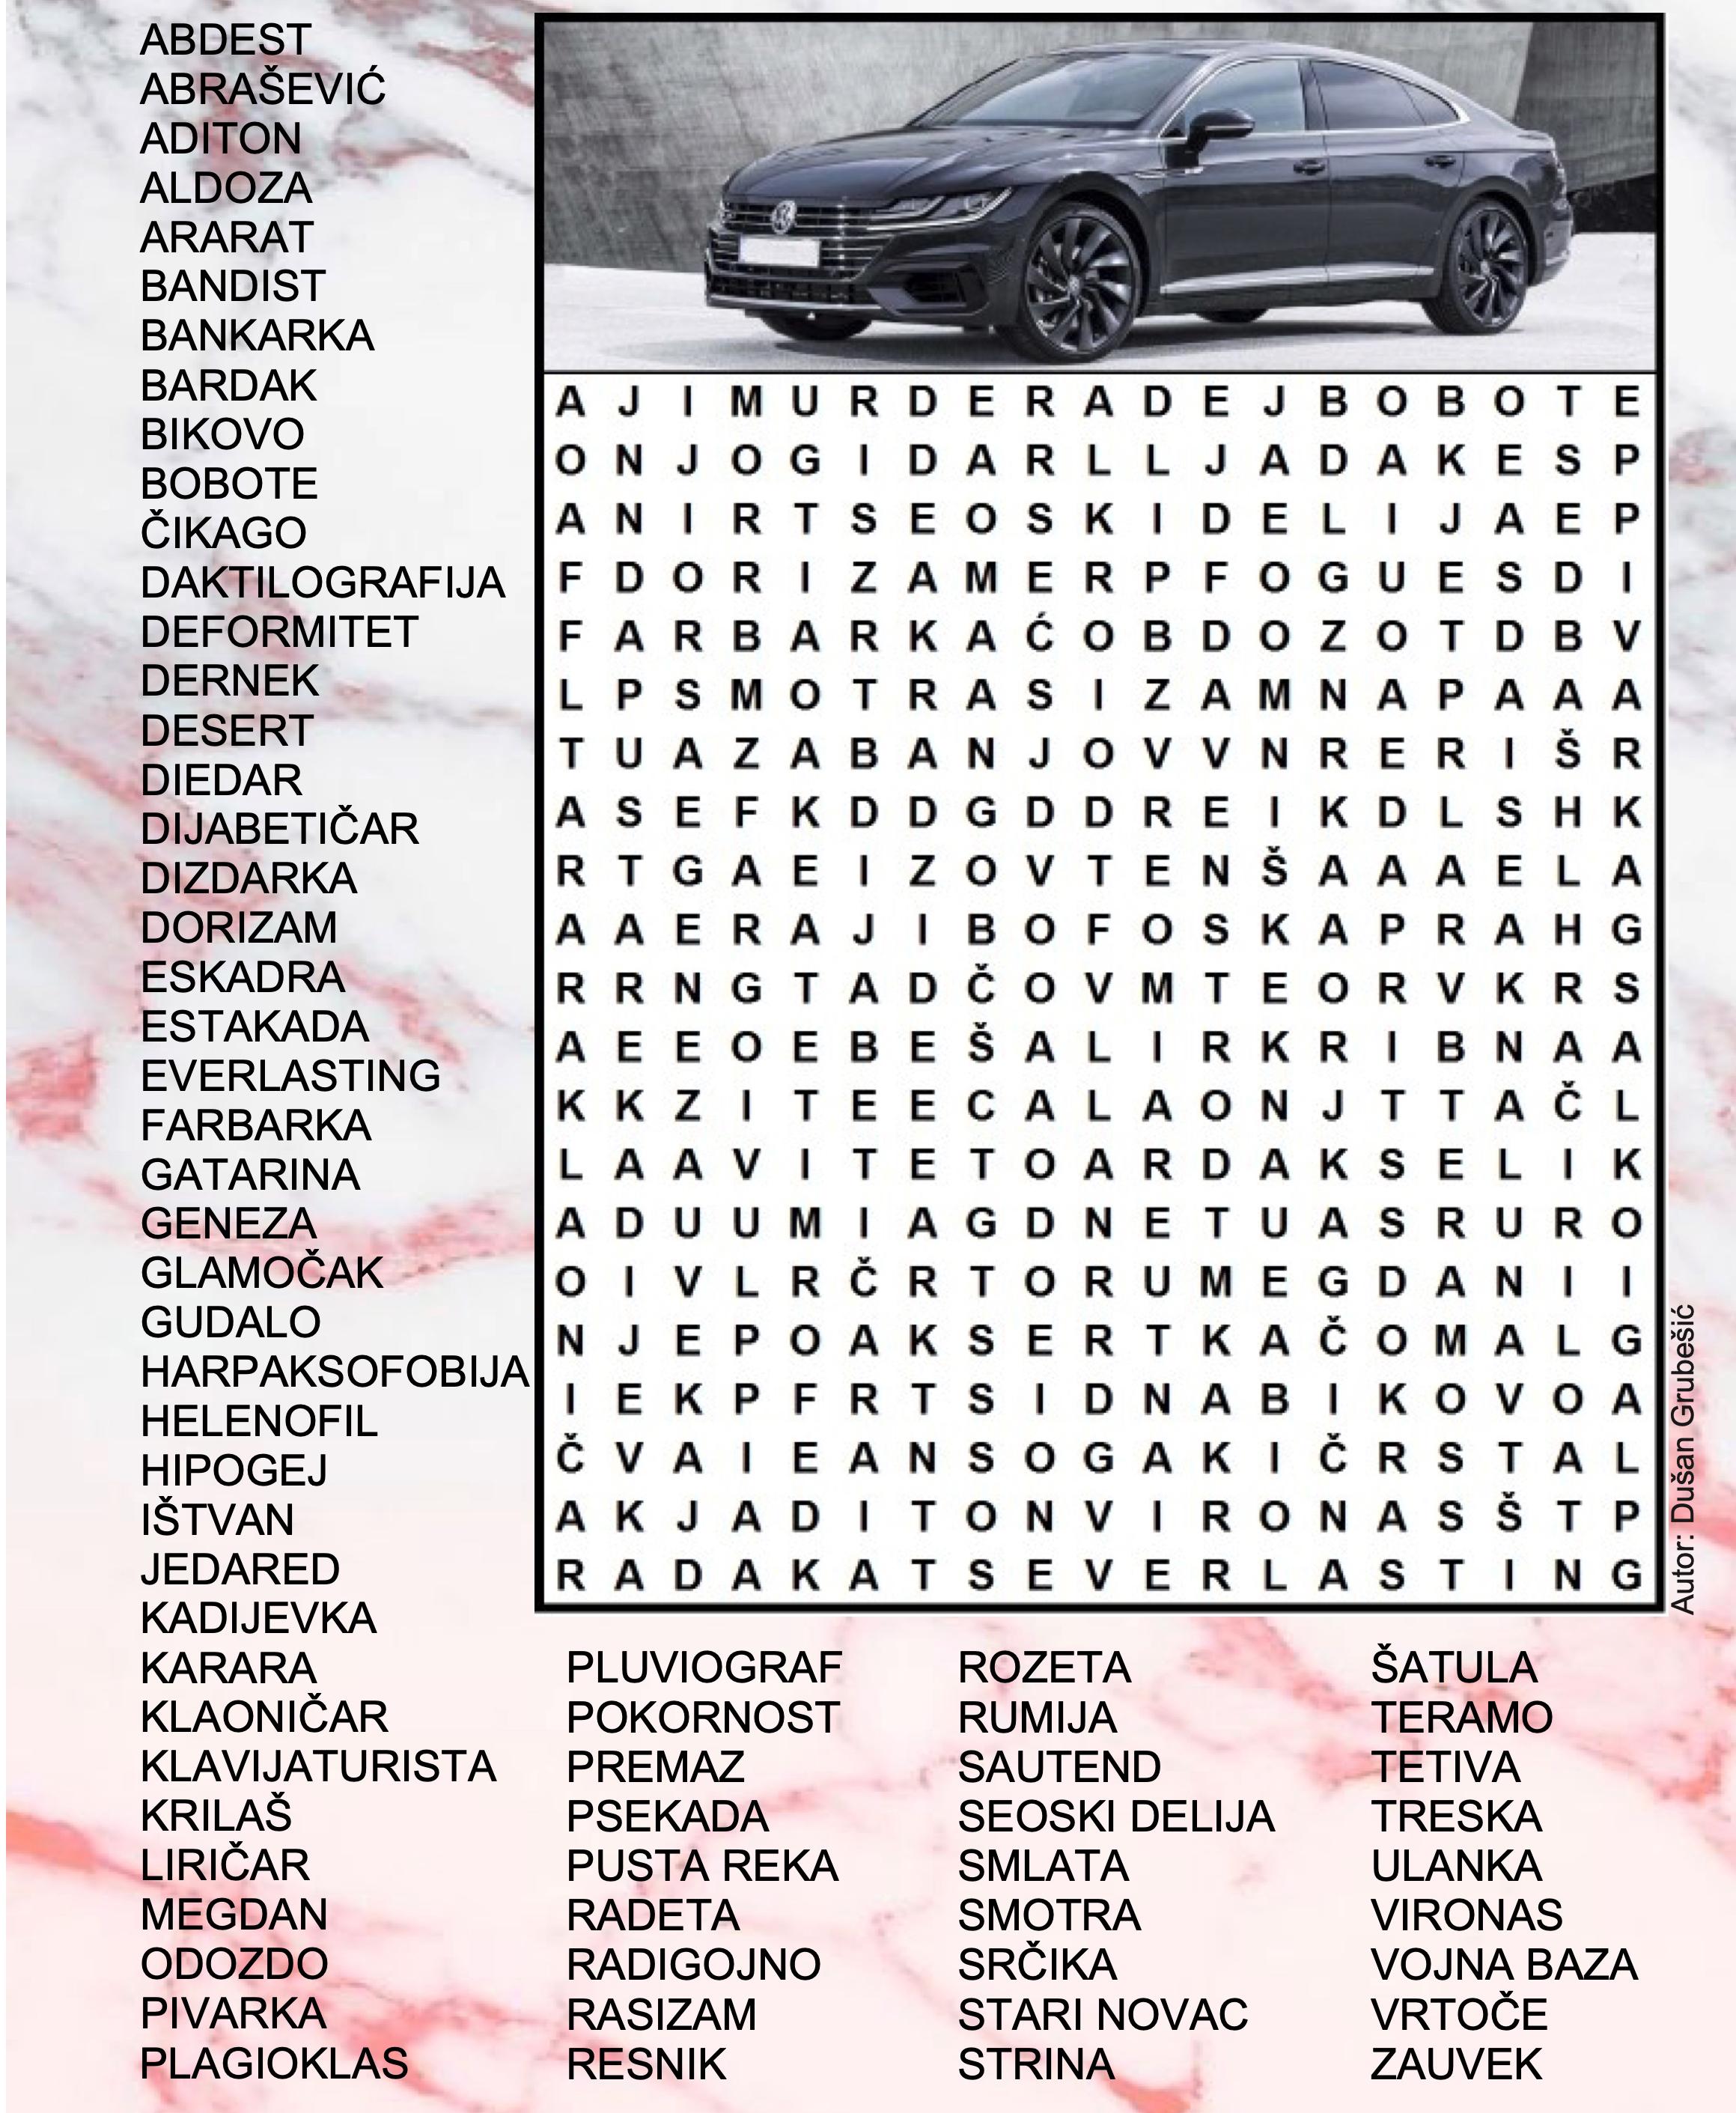 ABDEST
ABRAŠEVIĆ
ADITON
ALDOZA
ARARAT
BANDIST
BANKARKA
BARDAK
BIKOVO
BOBOTE
ČIKAGO
DAKTILOGRAFIJA
DEFORMITET
DERNEK
DESERT
DIEDAR
DIJABETIČAR
DIZDARKA
DORIZAM
ESKADRA
ESTAKADA
EVERLASTING
FARBARKA
GATARINA
GENEZA
GLAMOČAK
GUDALO
HARPAKSOFOBIJA
HELENOFIL
HIPOGEJ
IŠTVAN
JEDARED
KADIJEVKA
KARARA
KLAONIČAR
KLAVIJATURISTA
KRILAŠ
LIRIČAR
MEGDAN
ODOZDO
PIVARKA
PLAGIOKLAS
A J I M U R D E R A D E J B O B O T E
O N J O G I D A R L L J A D A K E S P
A N I R T S E O S K I D E L I J A E P
F D O R I Z A M E R P F O G U E S D I
F A R B A R K A Ć O B D O Z O T D B V
L P S M O T R A S I Z A M N A P A A A
T U A Z A B A N J O V V N R E R I Š R
A S E F K D D G D D R E I K D L S H K
R T G A E I Z O V T E N Š A A A E L A
A A E R A J I B O F O S K A P R A H G
R R N G T A D Č O V M T E O R V K R S
A E E O E B E Š A L I R K R I B N A A
K K Z I T E E C A L A O N J T T A Č L
L A A V I T E T O A R D A K S E L I K
A D U U M I A G D N E T U A S R U R O
O I V L R Č R T O R U M E G D A N I I
N J E P O A K S E R T K A Č O M A L G
I E K P F R T S I D N A B I K O V O A
Č V A I E A N S O G A K I Č R S T A L
A K J A D I T O N V I R O N A S Š T P
R A D A K A T S E V E R L A S T I N G
Autor: Dušan Grubešić
PLUVIOGRAF
POKORNOST
PREMAZ
PSEKADA
PUSTA REKA
RADETA
RADIGOJNO
RASIZAM
RESNIK
ROZETA
RUMIJA
SAUTEND
SEOSKI DELIJA
SMLATA
SMOTRA
SRČIKA
STARI NOVAC
STRINA
ŠATULA
TERAMO
TETIVA
TRESKA
ULANKA
VIRONAS
VOJNA BAZA
VRTOČE
ZAUVEK